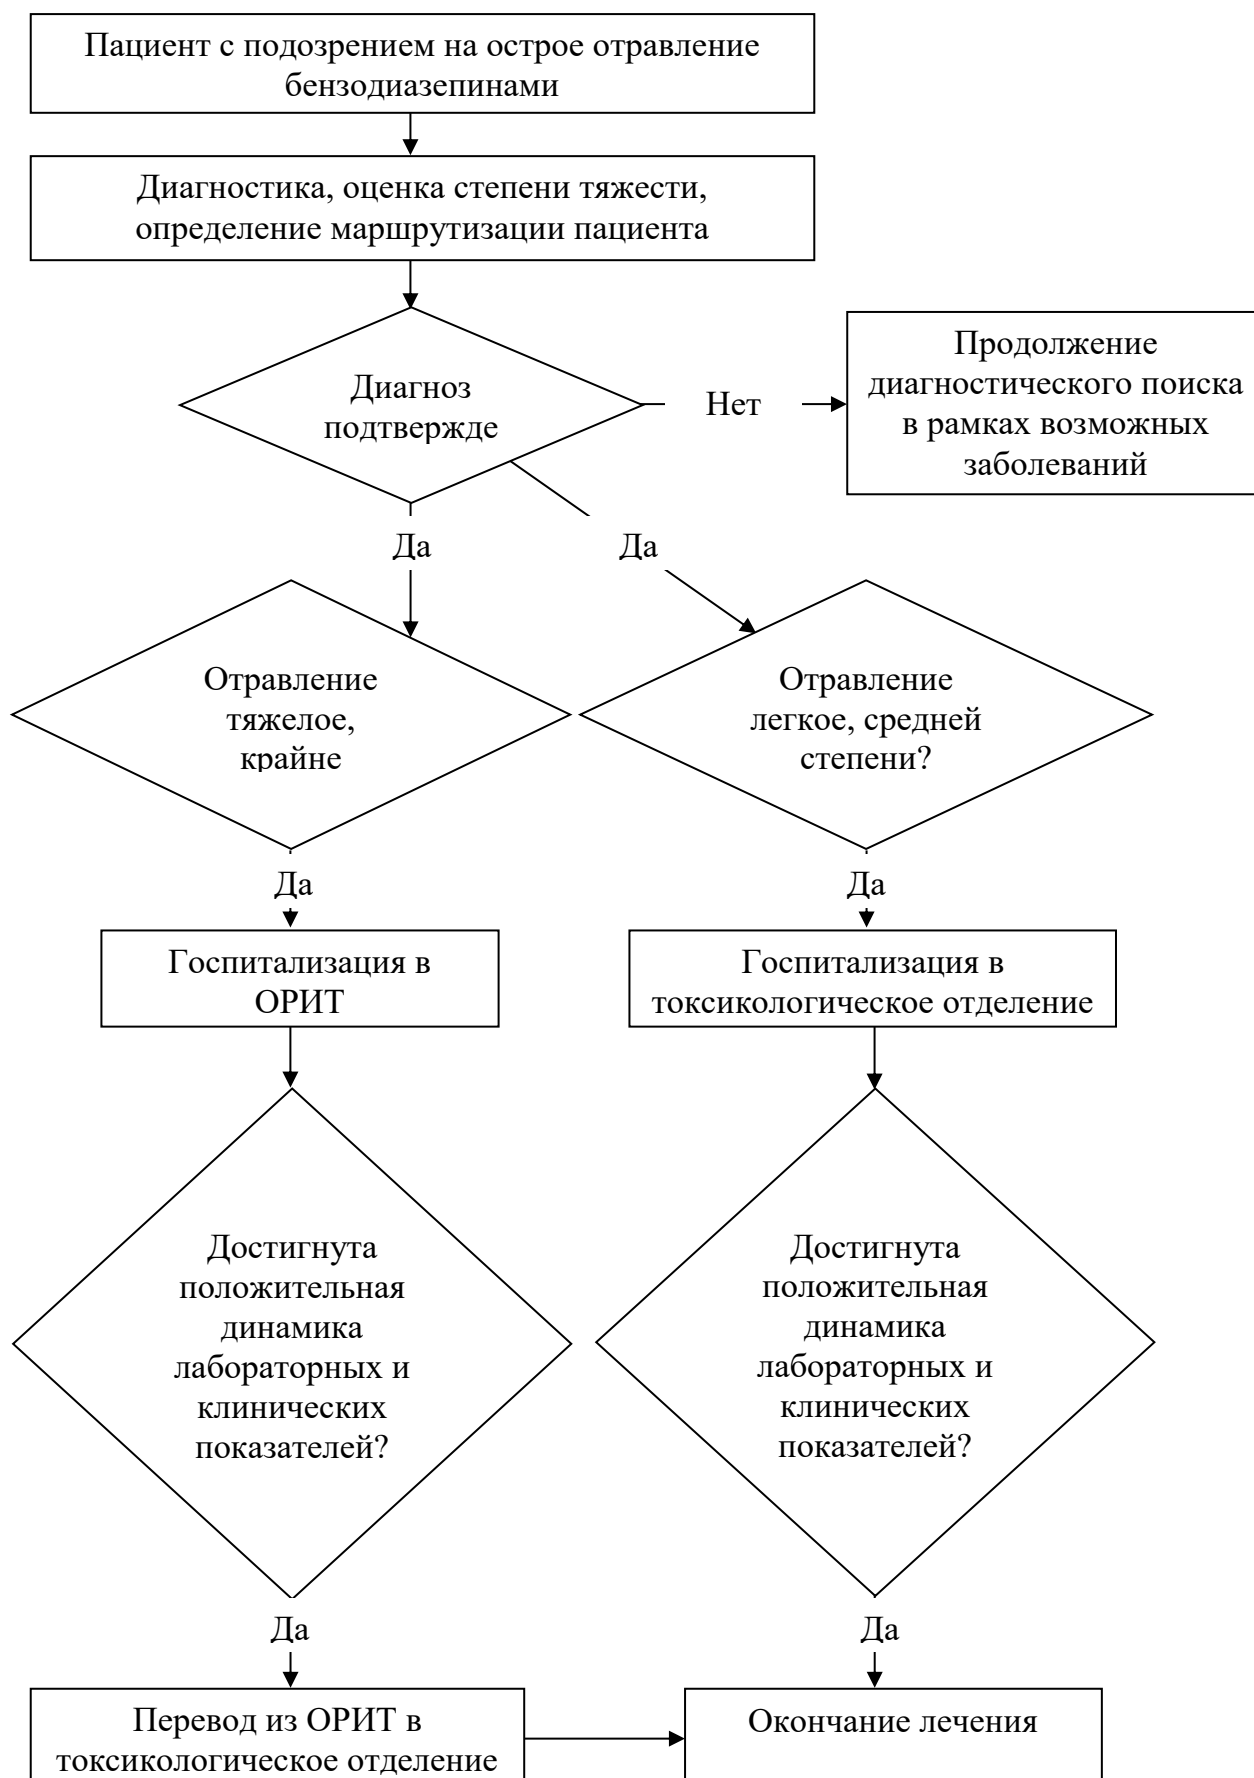 Пациент с подозрением на острое отравление
бензодиазепинами
Диагностика, оценка степени тяжести,
определение маршрутизации пациента
Диагноз
подтвержде
Нет
Продолжение
диагностического поиска
в рамках возможных
заболеваний
Да
Да
Отравление
тяжелое,
крайне
Отравление
легкое, средней
степени?
Да
Да
Госпитализация в
ОРИТ
Госпитализация в
токсикологическое отделение
Достигнута
положительная
динамика
лабораторных и
клинических
показателей?
Достигнута
положительная
динамика
лабораторных и
клинических
показателей?
Да
Да
Перевод из ОРИТ в
токсикологическое отделение
Окончание лечения